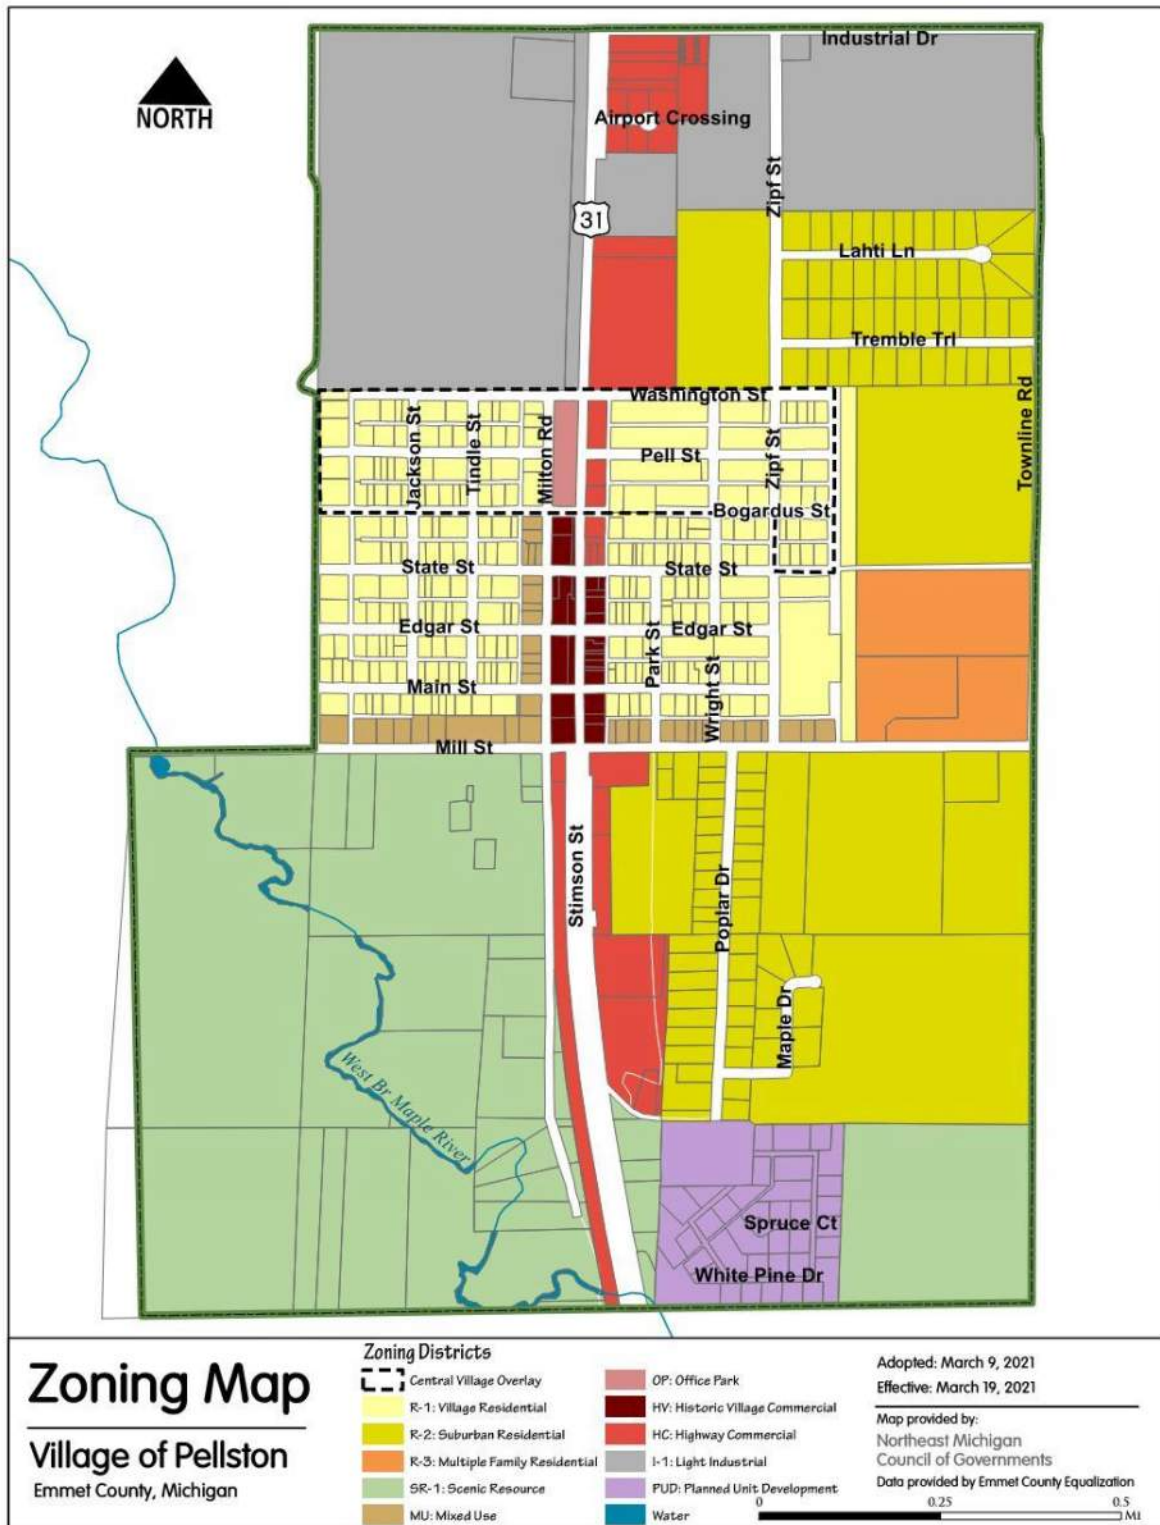 Industrial Dr
NORTH
Airport Crossing
Zipf St
31
Lahti Ln
Tremble Trl
Townline Rd
Washington St
Jackson St
Tindle St
Milton Rd
Pell St
Zipf St
Bogardus St
State St
State St
Edgar St
Edgar St
Park St
Main St
Wright St
Mill St
Stimson St
Poplar Dr
Maple Dr
West Br Maple River
Spruce Ct
White Pine Dr
Zoning Map
Village of Pellston
Emmet County, Michigan
Zoning Districts
Central Village Overlay
R-1: Village Residential
R-2: Suburban Residential
R-3: Multiple Family Residential
SR-1: Scenic Resource
MU: Mixed Use
OP: Office Park
HV: Historic Village Commercial
HC: Highway Commercial
I-1: Light Industrial
PUD: Planned Unit Development
Water
Adopted: March 9, 2021
Effective: March 19, 2021
Map provided by:
Northeast Michigan
Council of Governments
Data provided by Emmet County Equalization
0 0.25 0.5
Mi